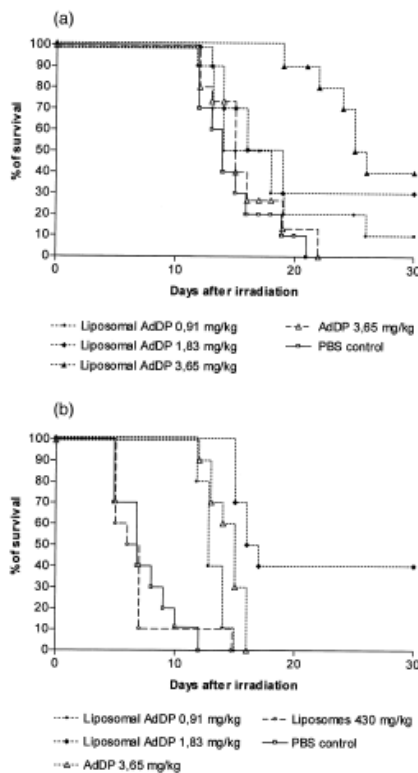 (a)
100
90
80
70
60
50
40
30
20
10
0
% of survival
0 10 20 30
Days after irradiation
Liposomal AdDP 0,91 mg/kg AdDP 3,65 mg/kg
Liposomal AdDP 1,83 mg/kg PBS control
Liposomal AdDP 3,65 mg/kg
(b)
100
90
80
70
60
50
40
30
20
10
0
% of survival
0 10 20 30
Days after irradiation
Liposomal AdDP 0,91 mg/kg Liposomes 430 mg/kg
Liposomal AdDP 1,83 mg/kg PBS control
AdDP 3,65 mg/kg